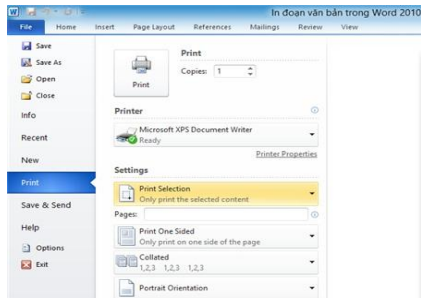 In đoạn văn bản trong Word 2010
File Home Insert Page Layout References Mailings Review View
Save
Save As
Open
Close
Info
Recent
New
Print
Save & Send
Help
Options
Exit
Print
Print
Copies: 1
Printer
Microsoft XPS Document Writer
Ready
Printer Properties
Settings
Print Selection
Only print the selected content
Pages:
Print One Sided
Only print on one side of the page
Collated
1,2,3 1,2,3 1,2,3
Portrait Orientation